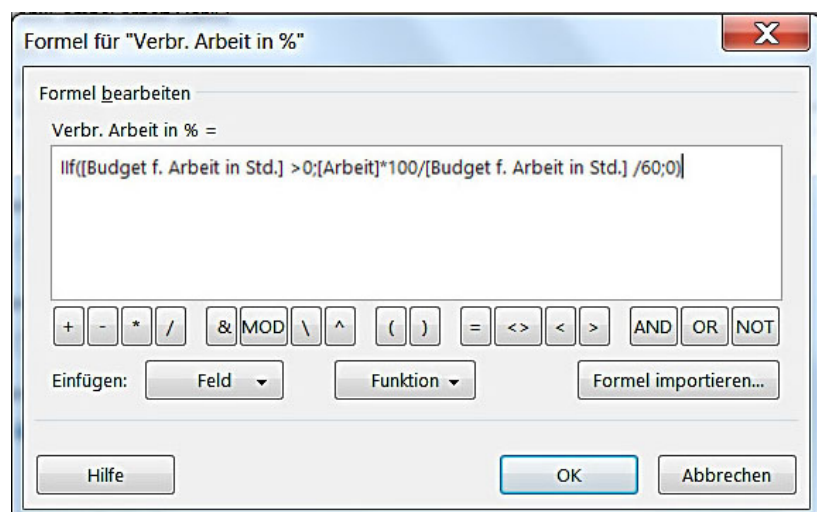 Formel für "Verbr. Arbeit in %"
X
Formel bearbeiten
Verbr. Arbeit in % =
IIf([Budget f. Arbeit in Std.] >0;[Arbeit]*100/[Budget f. Arbeit in Std.] /60;0)
+ - * / & MOD \ ^ ( ) = <> < > AND OR NOT
Einfügen: Feld Funktion Formel importieren...
Hilfe OK Abbrechen